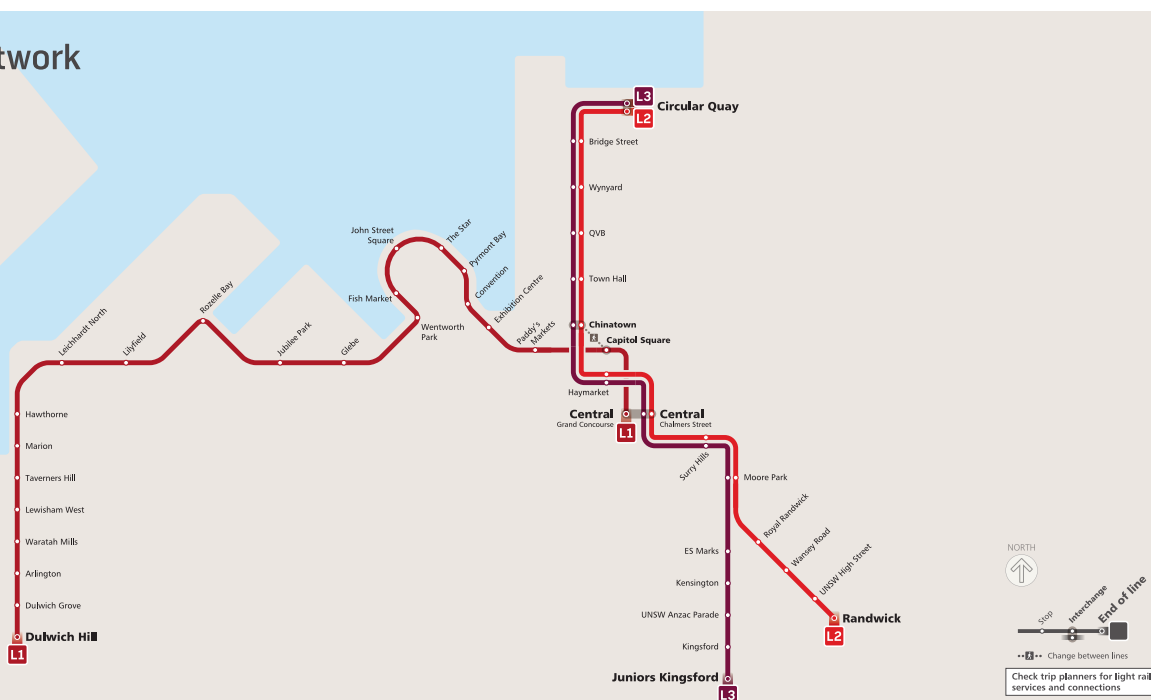 twork
L3
Circular Quay
L2
Bridge Street
Wynyard
QVB
Town Hall
Chinatown
Capitol Square
Haymarket
Central
Grand Concourse
L1
Central
Chalmers Street
Surry Hills
Moore Park
Royal Randwick
Wansey Road
UNSW High Street
Randwick
L2
ES Marks
Kensington
UNSW Anzac Parade
Kingsford
Juniors Kingsford
L3
Paddy's
Markets
Exhibition Centre
Convention
Pyrmont Bay
The Star
John Street
Square
Fish Market
Wentworth
Park
Glebe
Jubilee Park
Rozelle Bay
Lilyfield
Leichhardt North
Hawthorne
Marion
Taverners Hill
Lewisham West
Waratah Mills
Arlington
Dulwich Grove
Dulwich Hill
L1
NORTH
Stop
Interchange
End of line
Change between lines
Check trip planners for light rail
services and connections